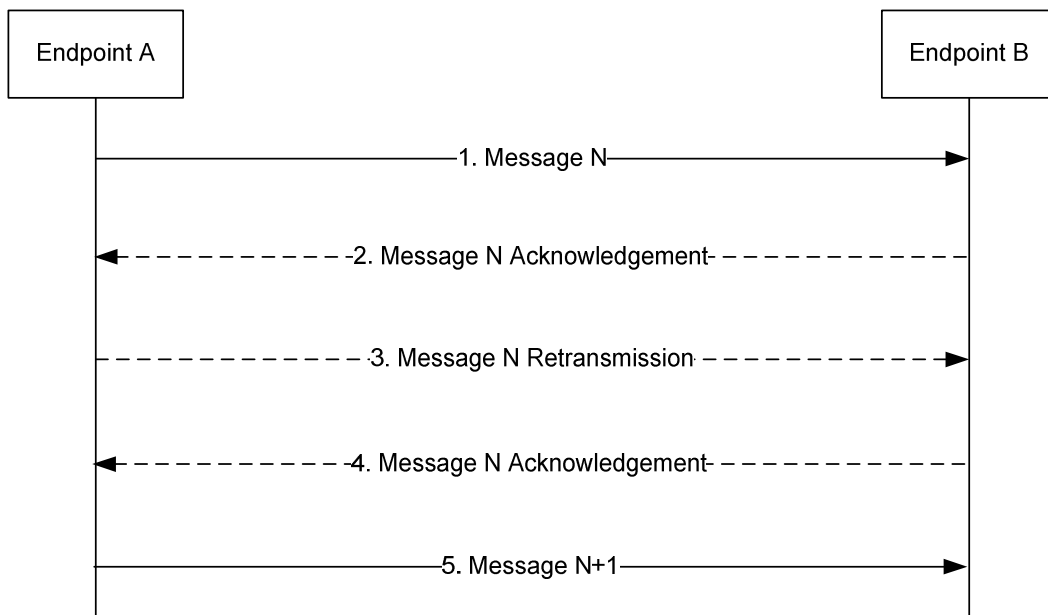 Endpoint A
Endpoint B
1. Message N
2. Message N Acknowledgement
3. Message N Retransmission
4. Message N Acknowledgement
5. Message N+1